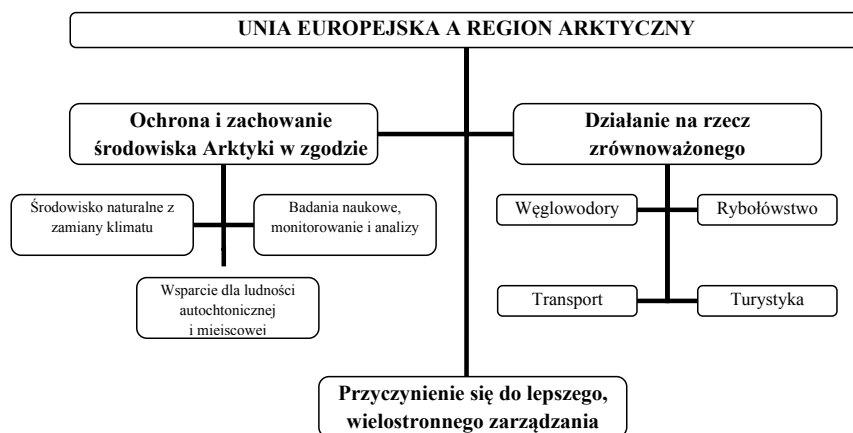 UNIA EUROPEJSKA A REGION ARKTYCZNY
Ochrona i zachowanie
środowiska Arktyki w zgodzie
Działanie na rzecz
zrównoważonego
Środowisko naturalne z
zamiany klimatu
Badania naukowe,
monitorowanie i analizy
Węglowodory
Rybołówstwo
Wsparcie dla ludności
autochtonicznej
i miejscowej
Transport
Turystyka
Przyczynienie się do lepszego,
wielostronnego zarządzania